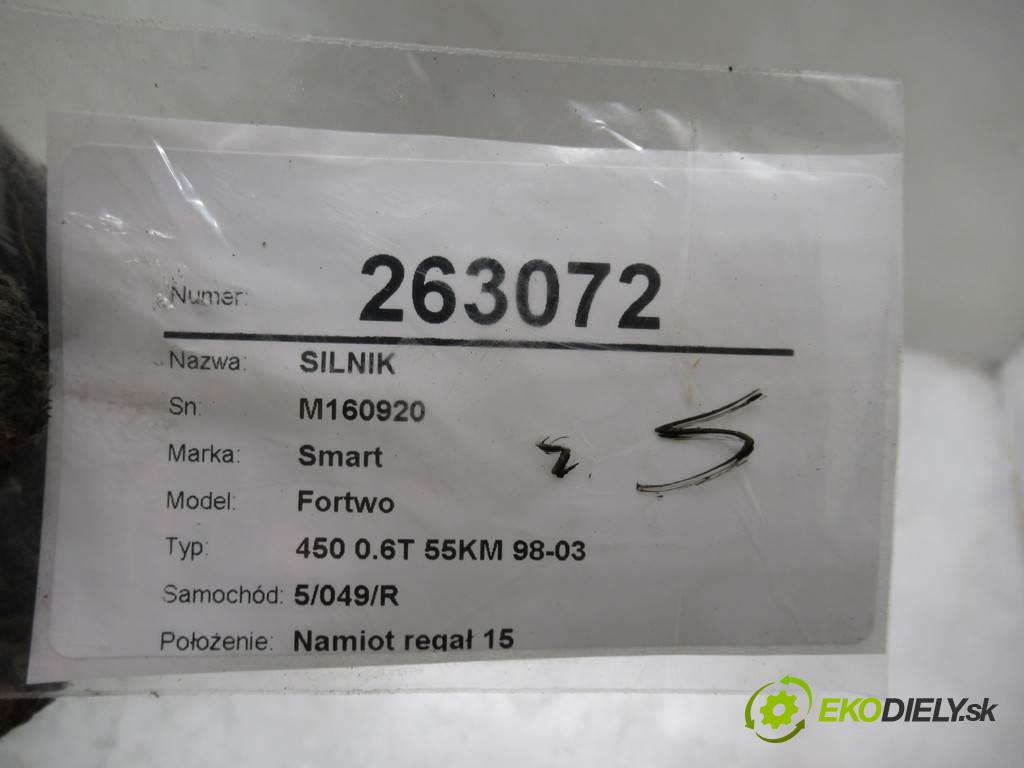 Numer: 263072
Nazwa: SILNIK
Sn: M160920
Marka: Smart
Model: Fortwo
Typ: 450 0.6T 55KM 98-03
Samochód: 5/049/R
Położenie: Namiot regał 15
EKODIELY.sk